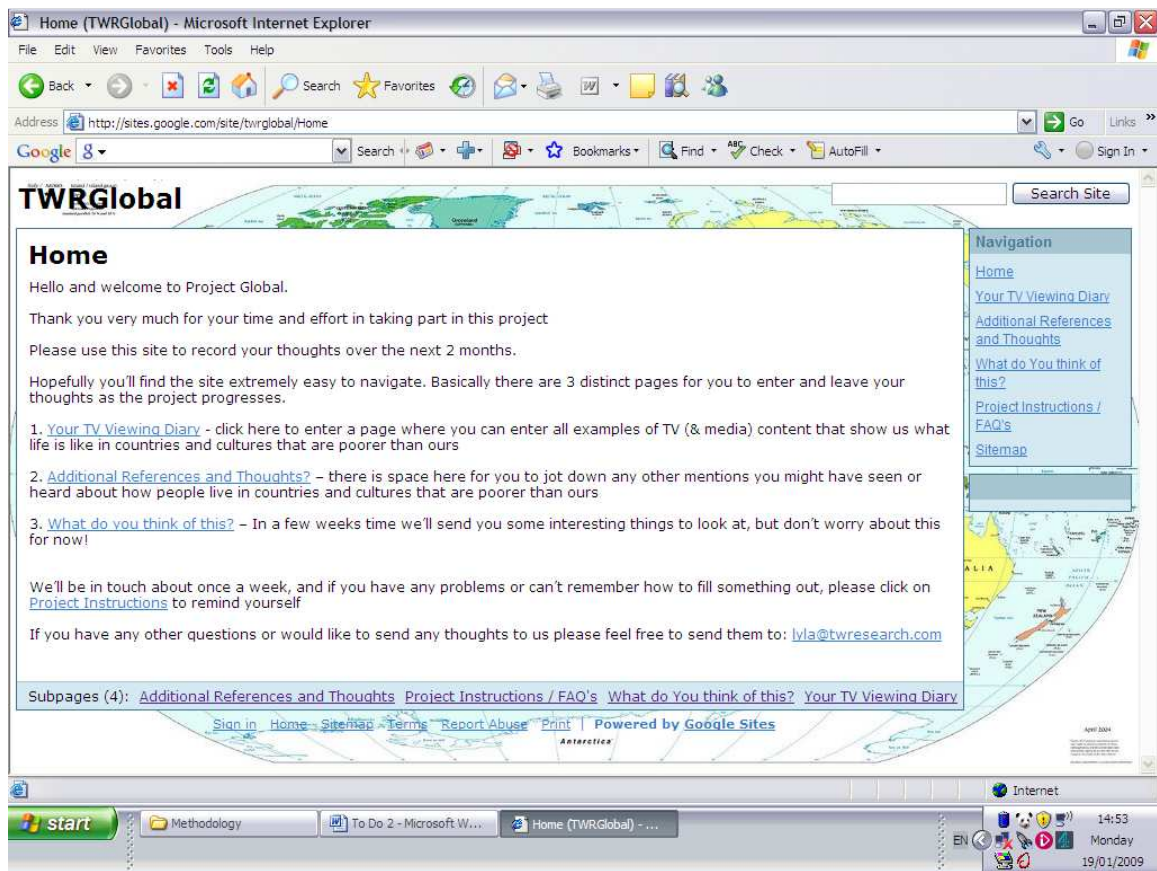 Home (TWRGlobal) - Microsoft Internet Explorer
File Edit View Favorites Tools Help
Back Search Favorites
Address http://sites.google.com/site/twrglobal/Home Go Links »
Google Search Bookmarks Find Check AutoFill Sign In
TWRGlobal Search Site
Home
Hello and welcome to Project Global.
Thank you very much for your time and effort in taking part in this project
Please use this site to record your thoughts over the next 2 months.
Hopefully you'll find the site extremely easy to navigate. Basically there are 3 distinct pages for you to enter and leave your
thoughts as the project progresses.
1. Your TV Viewing Diary - click here to enter a page where you can enter all examples of TV (& media) content that show us what
life is like in countries and cultures that are poorer than ours
2. Additional References and Thoughts? – there is space here for you to jot down any other mentions you might have seen or
heard about how people live in countries and cultures that are poorer than ours
3. What do you think of this? – In a few weeks time we'll send you some interesting things to look at, but don't worry about this
for now!
We'll be in touch about once a week, and if you have any problems or can't remember how to fill something out, please click on
Project Instructions to remind yourself
If you have any other questions or would like to send any thoughts to us please feel free to send them to: lyla@twresearch.com
Subpages (4): Additional References and Thoughts Project Instructions / FAQ's What do You think of this? Your TV Viewing Diary
Navigation
Home
Your TV Viewing Diary
Additional References
and Thoughts
What do You think of
this?
Project Instructions /
FAQ's
Sitemap
Sign in Home Sitemap Terms Report Abuse Print | Powered by Google Sites
Antarctica
April 2004
Internet
start Methodology To Do 2 - Microsoft W... Home (TWRGlobal) - ...
EN
14:53
Monday
19/01/2009